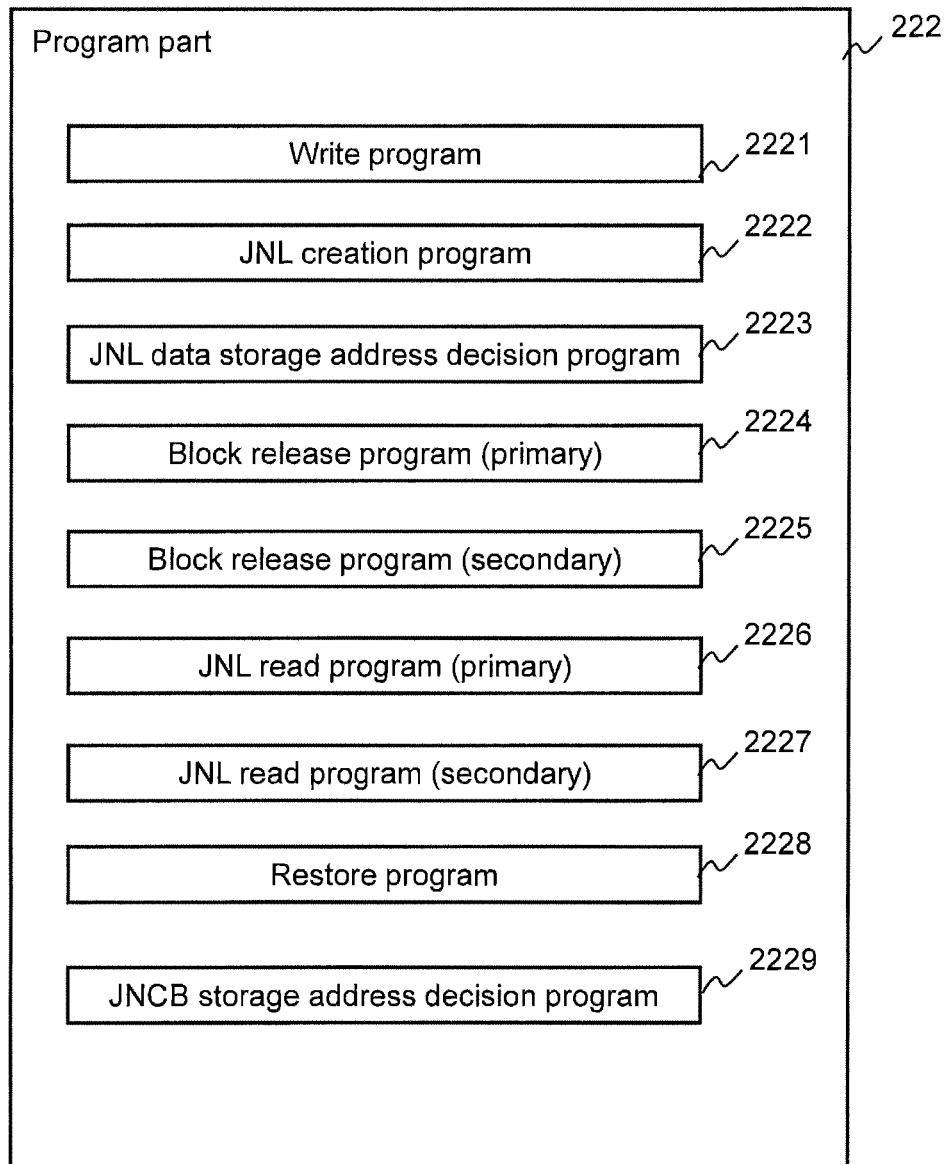 Program part
222
Write program
2221
JNL creation program
2222
JNL data storage address decision program
2223
Block release program (primary)
2224
Block release program (secondary)
2225
JNL read program (primary)
2226
JNL read program (secondary)
2227
Restore program
2228
JNCB storage address decision program
2229